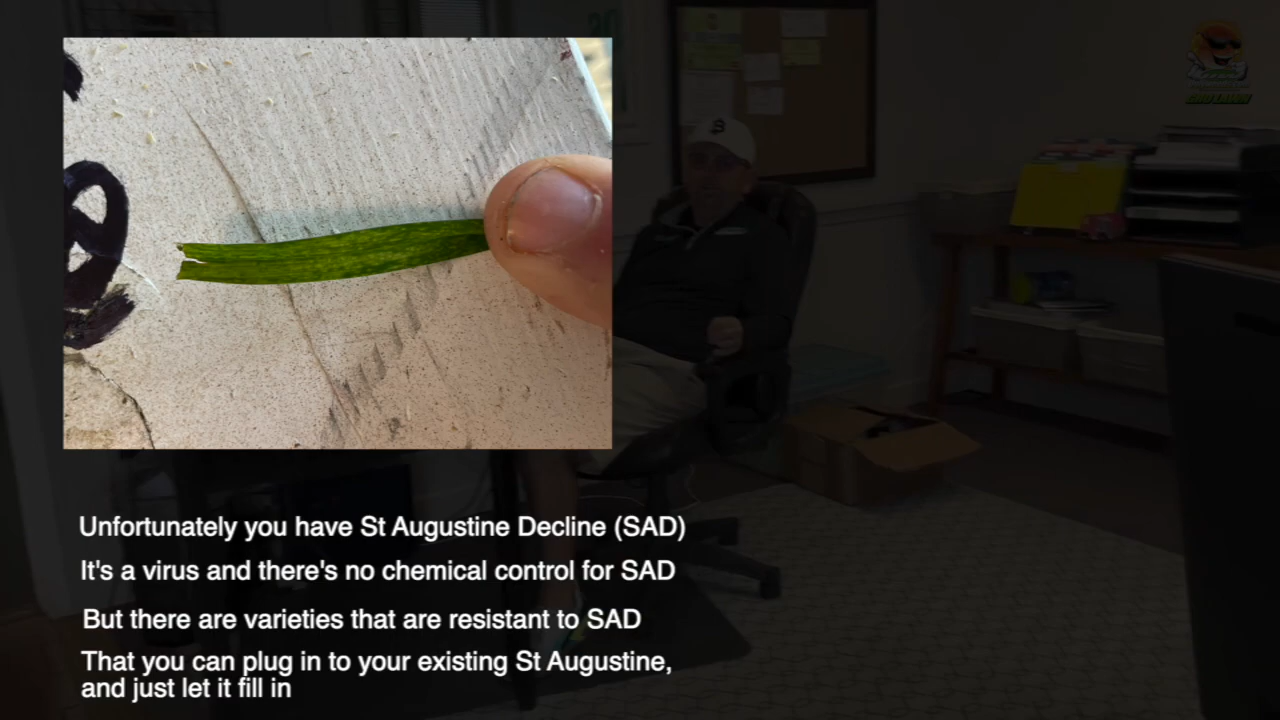 Unfortunately you have St Augustine Decline (SAD)
It's a virus and there's no chemical control for SAD
But there are varieties that are resistant to SAD
That you can plug in to your existing St Augustine,
and just let it fill in